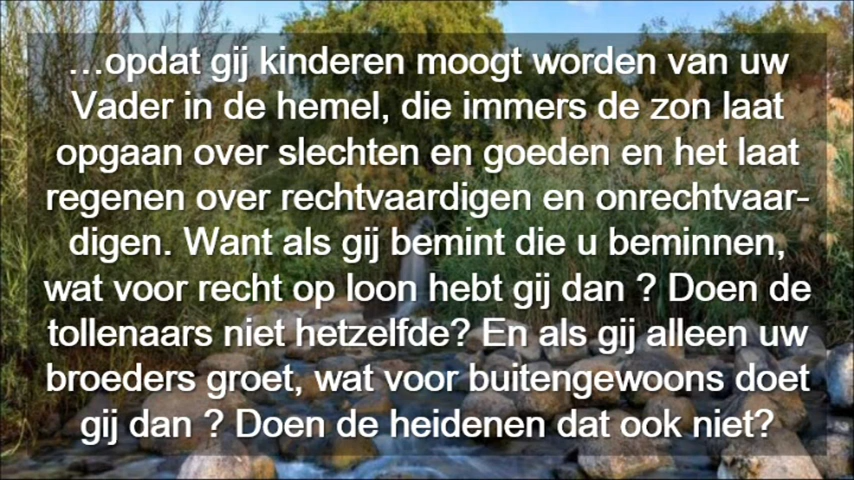 …opdat gij kinderen moogt worden van uw
Vader in de hemel, die immers de zon laat
opgaan over slechten en goeden en het laat
regenen over rechtvaardigen en onrechtvaar-
digen. Want als gij bemint die u beminnen,
wat voor recht op loon hebt gij dan ? Doen de
tollenaars niet hetzelfde? En als gij alleen uw
broeders groet, wat voor buitengewoons doet
gij dan ? Doen de heidenen dat ook niet?